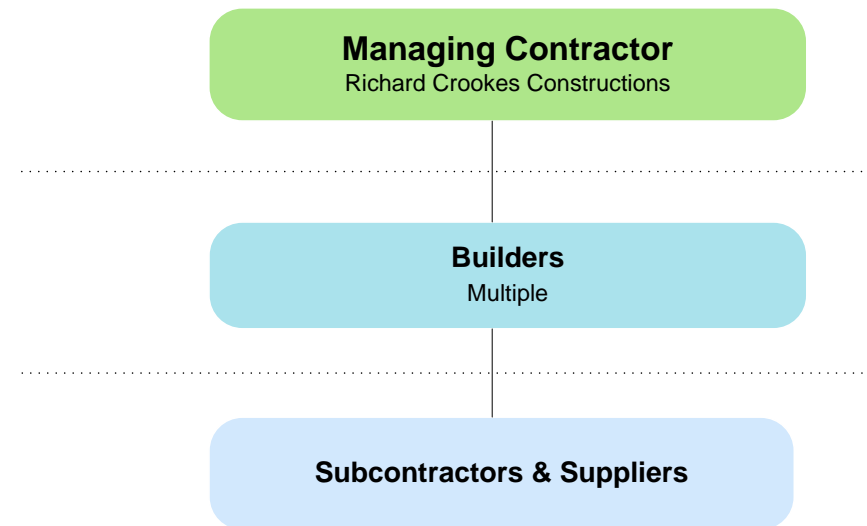 Managing Contractor
Richard Crookes Constructions
Builders
Multiple
Subcontractors & Suppliers